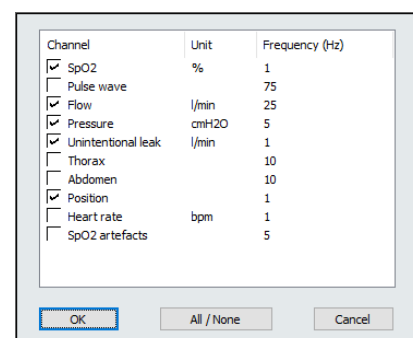 Channel Unit Frequency (Hz)
SpO2 % 1
Pulse wave 75
Flow l/min 25
Pressure cmH2O 5
Unintentional leak l/min 1
Thorax 10
Abdomen 10
Position 1
Heart rate bpm 1
SpO2 artefacts 5
OK All / None Cancel